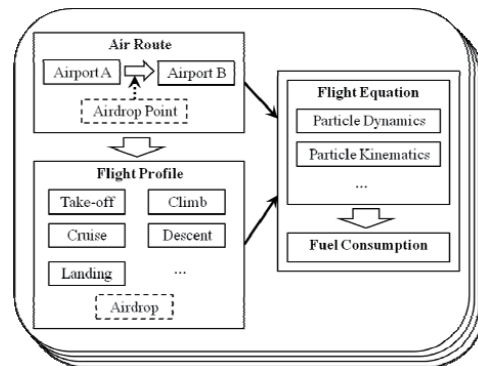 Air Route
Airport A
Airport B
Airdrop Point
Flight Profile
Take-off
Climb
Cruise
Descent
Landing
...
Airdrop
Flight Equation
Particle Dynamics
Particle Kinematics
...
Fuel Consumption